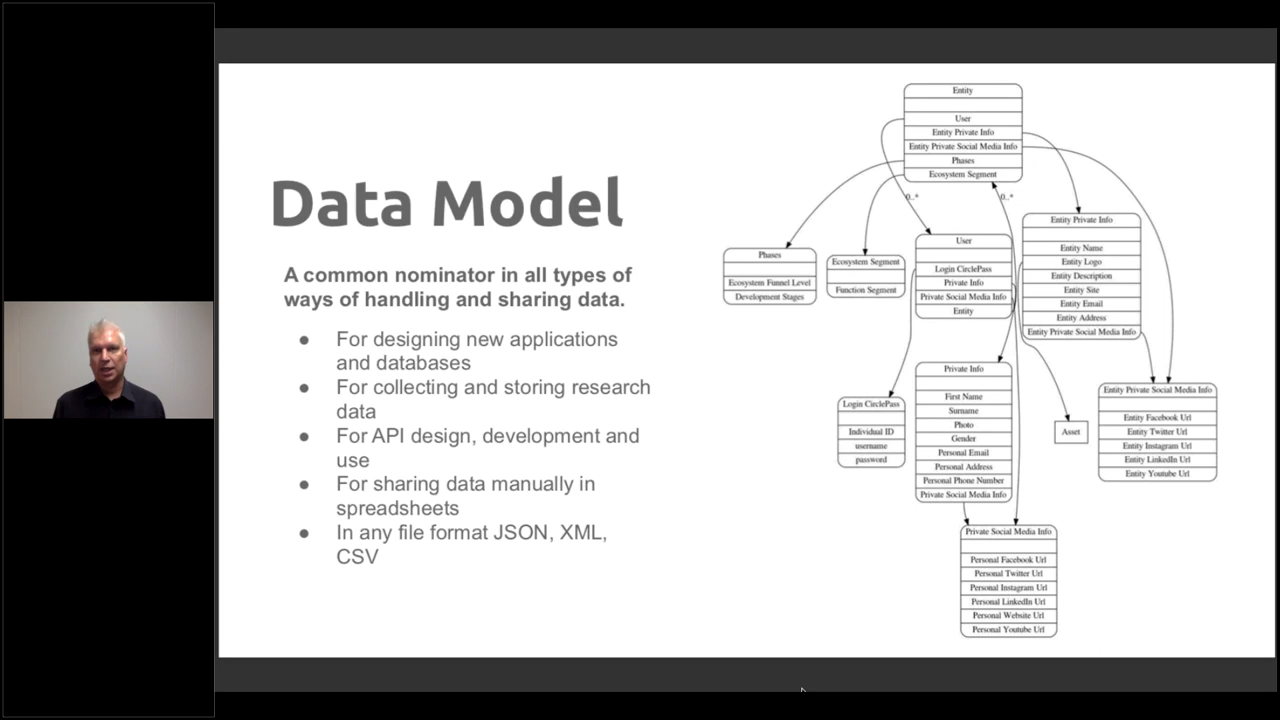 Data Model
A common nominator in all types of
ways of handling and sharing data.
● For designing new applications
and databases
● For collecting and storing research
data
● For API design, development and
use
● For sharing data manually in
spreadsheets
● In any file format JSON, XML,
CSV
Entity
User
Entity Private Info
Entity Private Social Media Info
Phases
Ecosystem Segment
0..*
0..*
Phases
Ecosystem Funnel Level
Development Stages
Ecosystem Segment
Function Segment
User
Login CirclePass
Private Info
Private Social Media Info
Entity
Entity Private Info
Entity Name
Entity Logo
Entity Description
Entity Site
Entity Email
Entity Address
Entity Private Social Media Info
Login CirclePass
Individual ID
username
password
Private Info
First Name
Surname
Photo
Gender
Personal Email
Personal Address
Personal Phone Number
Private Social Media Info
Asset
Entity Private Social Media Info
Entity Facebook Url
Entity Twitter Url
Entity Instagram Url
Entity LinkedIn Url
Entity Youtube Url
Private Social Media Info
Personal Facebook Url
Personal Twitter Url
Personal Instagram Url
Personal LinkedIn Url
Personal Website Url
Personal Youtube Url